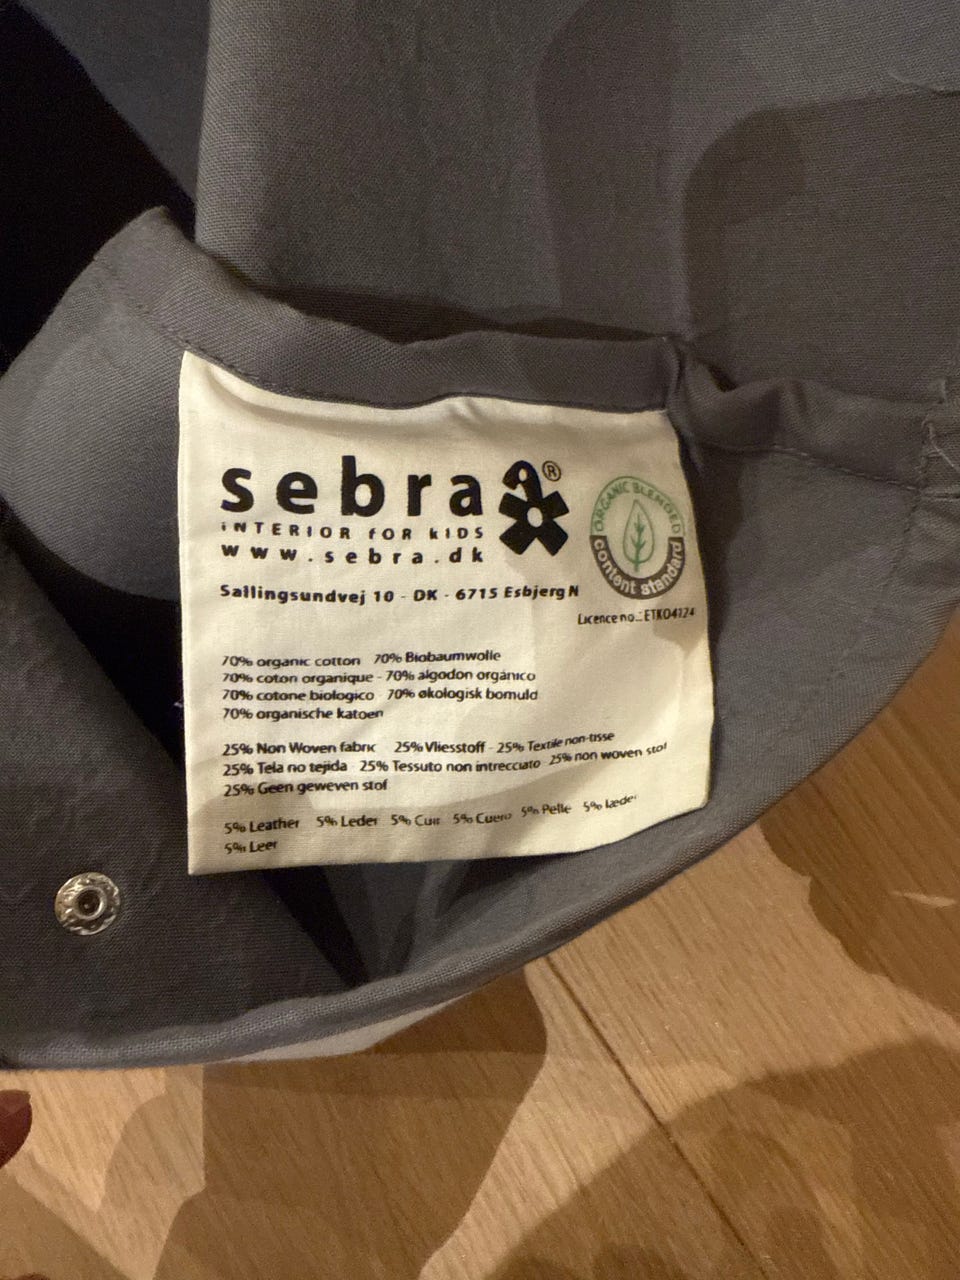 sebra®
iNTERIOR fOR kIDS
www.sebra.dk
Sallingsundvej 10 - DK - 6715 Esbjerg N
ORGANIC BLENDED
content standard
Licence no.: ETK04124
70% organic cotton 70% Biobaumwolle
70% coton organique - 70% algodon orgánico
70% cotone biologico 70% økologisk bomuld
70% organische katoen
25% Non Woven fabric 25% Vliesstoff - 25% Textile non-tisse
25% Tela no tejida 25% Tessuto non intrecciato 25% non woven stof
25% Geen geweven stof
5% Leather 5% Leder 5% Cuir 5% Cuero 5% Pelle 5% læder
5% Leer